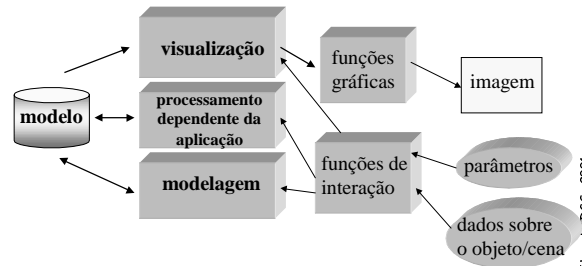 visualização
funções
gráficas
imagem
modelo
processamento
dependente da
aplicação
funções de
interação
parâmetros
modelagem
dados sobre
o objeto/cena